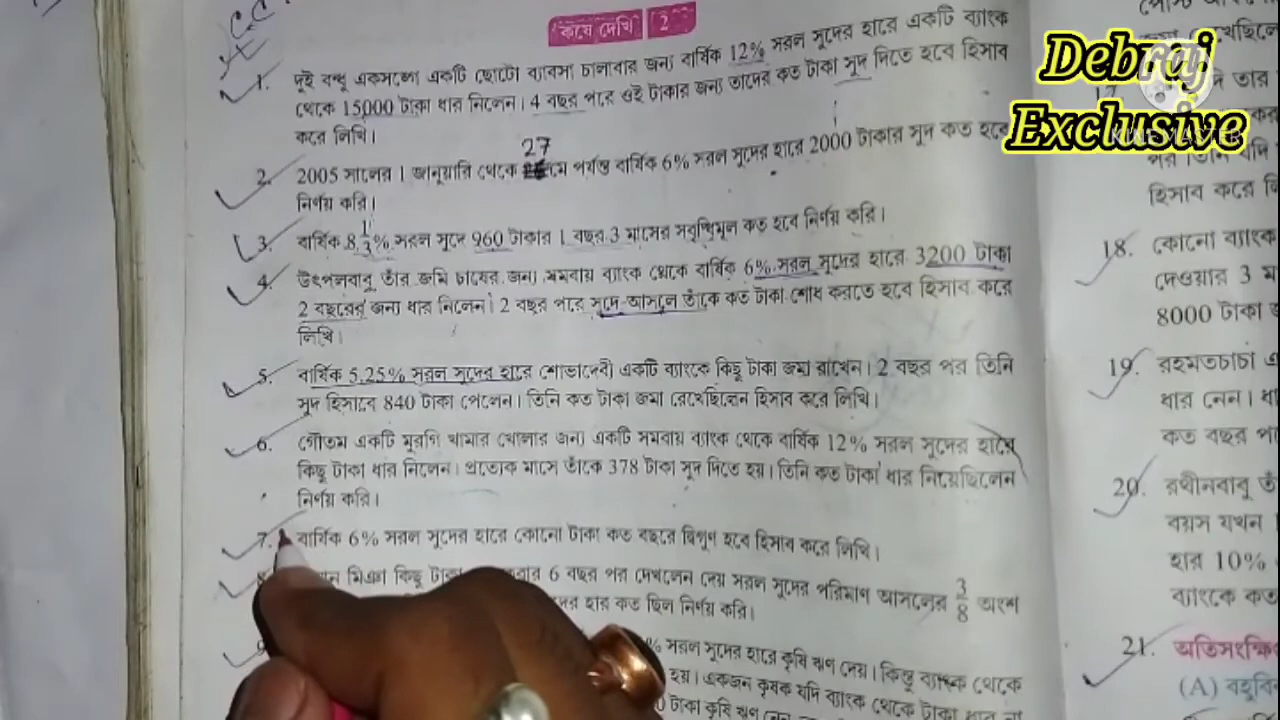 কষে দেখি 2
1. দুই বন্ধু একসঙ্গে একটি ছোটো ব্যাবসা চালাবার জন্য বার্ষিক 12% সরল সুদের হারে একটি ব্যাংক
থেকে 15000 টাকা ধার নিলেন। 4 বছর পরে ওই টাকার জন্য তাদের কত টাকা সুদ দিতে হবে হিসাব
করে লিখি।
27
2. 2005 সালের 1 জানুয়ারি থেকে মে পর্যন্ত বার্ষিক 6% সরল সুদের হারে 2000 টাকার সুদ কত হবে
নির্ণয় করি।
3. বার্ষিক 8 1/3% সরল সুদে 960 টাকার 1 বছর 3 মাসের সবৃদ্ধিমূল কত হবে নির্ণয় করি।
4. উৎপলবাবু তাঁর জমি চাষের জন্য সমবায় ব্যাংক থেকে বার্ষিক 6% সরল সুদের হারে 3200 টাকা
2 বছরের জন্য ধার নিলেন। 2 বছর পরে সুদে-আসলে তাঁকে কত টাকা শোধ করতে হবে হিসাব করে
লিখি।
5. বার্ষিক 5.25% সরল সুদের হারে শোভাদেবী একটি ব্যাংকে কিছু টাকা জমা রাখেন। 2 বছর পর তিনি
সুদ হিসাবে 840 টাকা পেলেন। তিনি কত টাকা জমা রেখেছিলেন হিসাব করে লিখি।
6. গৌতম একটি মুরগি খামার খোলার জন্য একটি সমবায় ব্যাংক থেকে বার্ষিক 12% সরল সুদের হারে
কিছু টাকা ধার নিলেন। প্রত্যেক মাসে তাঁকে 378 টাকা সুদ দিতে হয়। তিনি কত টাকা ধার নিয়েছিলেন
নির্ণয় করি।
7. বার্ষিক 6% সরল সুদের হারে কোনো টাকা কত বছরে দ্বিগুণ হবে হিসাব করে লিখি।
মিঞা কিছু টাকা 6 বছর পর দেখলেন দেয় সরল সুদের পরিমাণ আসলের 3/8 অংশ
হার কত ছিল নির্ণয় করি।
% সরল সুদের হারে কৃষি ঋণ দেয়। কিন্তু ব্যাংক থেকে
হয়। একজন কৃষক যদি ব্যাংক থেকে টাকা ধার না
টাকা কৃষি ঋণ
Debraj
Exclusive
KINEMASTER
হিসাব করে
18. কোনো ব্যাংক
দেওয়ার 3
8000 টাকা
19. রহমতচাচা
ধার নেন।
কত বছর
20. রথীনবাবু
বয়স যখন
হার 10%
ব্যাংকে কত
21. অতিসংক্ষিপ্ত
(A)